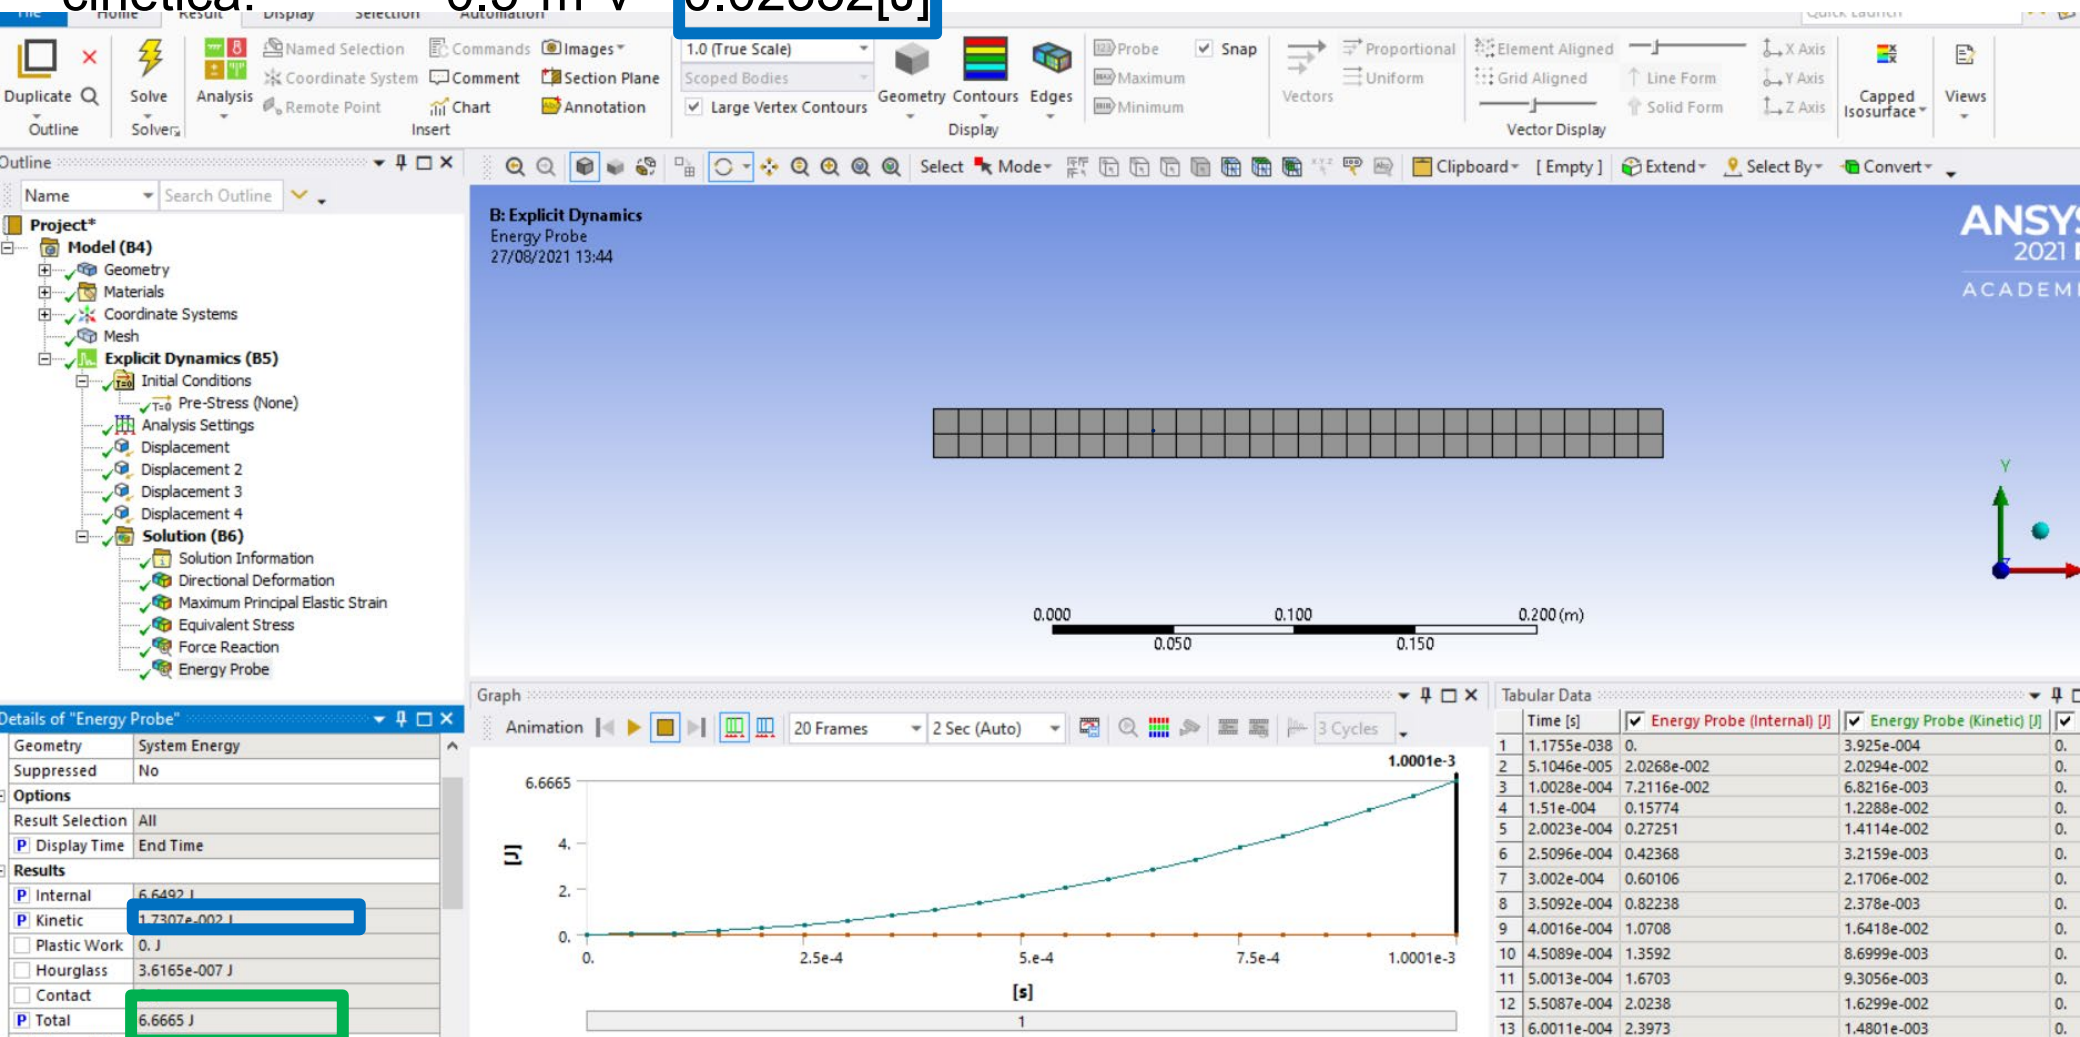 cinética:
File Home Result Display Selection Automation Quick Launch
Duplicate Q
Outline
Solve
Solver
Analysis
Named Selection
Coordinate System
Remote Point
Commands
Comment
Chart
Images
Section Plane
Annotation
Insert
1.0 (True Scale)
Scoped Bodies
Large Vertex Contours
Geometry Contours Edges
Display
Probe
Maximum
Minimum
Snap
Vectors
Proportional
Uniform
Element Aligned
Grid Aligned
Line Form
Solid Form
X Axis
Y Axis
Z Axis
Vector Display
Capped Isosurface
Views
Outline
Name Search Outline
Select Mode Clipboard [ Empty ] Extend Select By Convert
Project*
Model (B4)
Geometry
Materials
Coordinate Systems
Mesh
Explicit Dynamics (B5)
Initial Conditions
T=0 Pre-Stress (None)
Analysis Settings
Displacement
Displacement 2
Displacement 3
Displacement 4
Solution (B6)
Solution Information
Directional Deformation
Maximum Principal Elastic Strain
Equivalent Stress
Force Reaction
Energy Probe
B: Explicit Dynamics
Energy Probe
27/08/2021 13:44
ANSYS
2021
ACADEMI
Y
0.000 0.100 0.200 (m)
0.050 0.150
Details of "Energy Probe"
Geometry System Energy
Suppressed No
Options
Result Selection All
P Display Time End Time
Results
P Internal 6.6492 J
P Kinetic 1.7307e-002 J
Plastic Work 0. J
Hourglass 3.6165e-007 J
Contact
P Total 6.6665 J
Graph
Animation 20 Frames 2 Sec (Auto) 3 Cycles
1.0001e-3
6.6665
4.
[J]
2.
0.
0. 2.5e-4 5.e-4 7.5e-4 1.0001e-3
[s]
1
Tabular Data
Time [s] Energy Probe (Internal) [J] Energy Probe (Kinetic) [J]
1 1.1755e-038 0. 3.925e-004 0.
2 5.1046e-005 2.0268e-002 2.0294e-002 0.
3 1.0028e-004 7.2116e-002 6.8216e-003 0.
4 1.51e-004 0.15774 1.2288e-002 0.
5 2.0023e-004 0.27251 1.4114e-002 0.
6 2.5096e-004 0.42368 3.2159e-003 0.
7 3.002e-004 0.60106 2.1706e-002 0.
8 3.5092e-004 0.82238 2.378e-003 0.
9 4.0016e-004 1.0708 1.6418e-002 0.
10 4.5089e-004 1.3592 8.6999e-003 0.
11 5.0013e-004 1.6703 9.3056e-003 0.
12 5.5087e-004 2.0238 1.6299e-002 0.
13 6.0011e-004 2.3973 1.4801e-003 0.